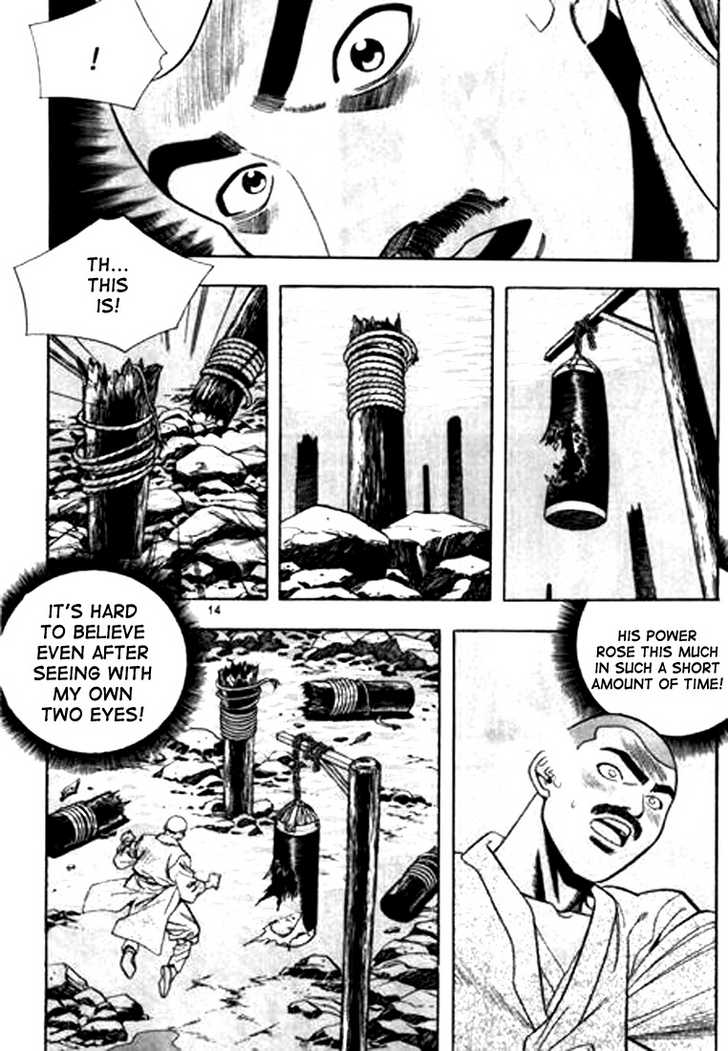 !
TH...
THIS
IS!
14
IT'S HARD
TO BELIEVE
EVEN AFTER
SEEING WITH
MY OWN
TWO EYES!
HIS POWER
ROSE THIS MUCH
IN SUCH A SHORT
AMOUNT OF TIME!